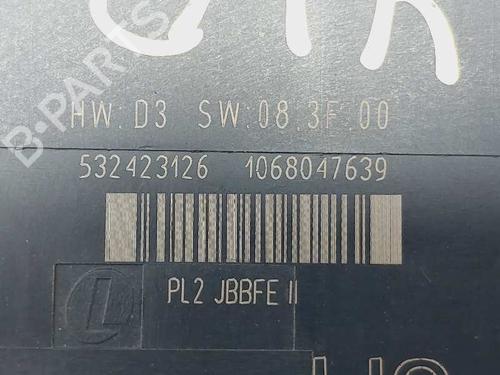 HW: D3 SW:08.3F.00
532423126 1068047639
PL2 JBBFE II
L
B-PARTS